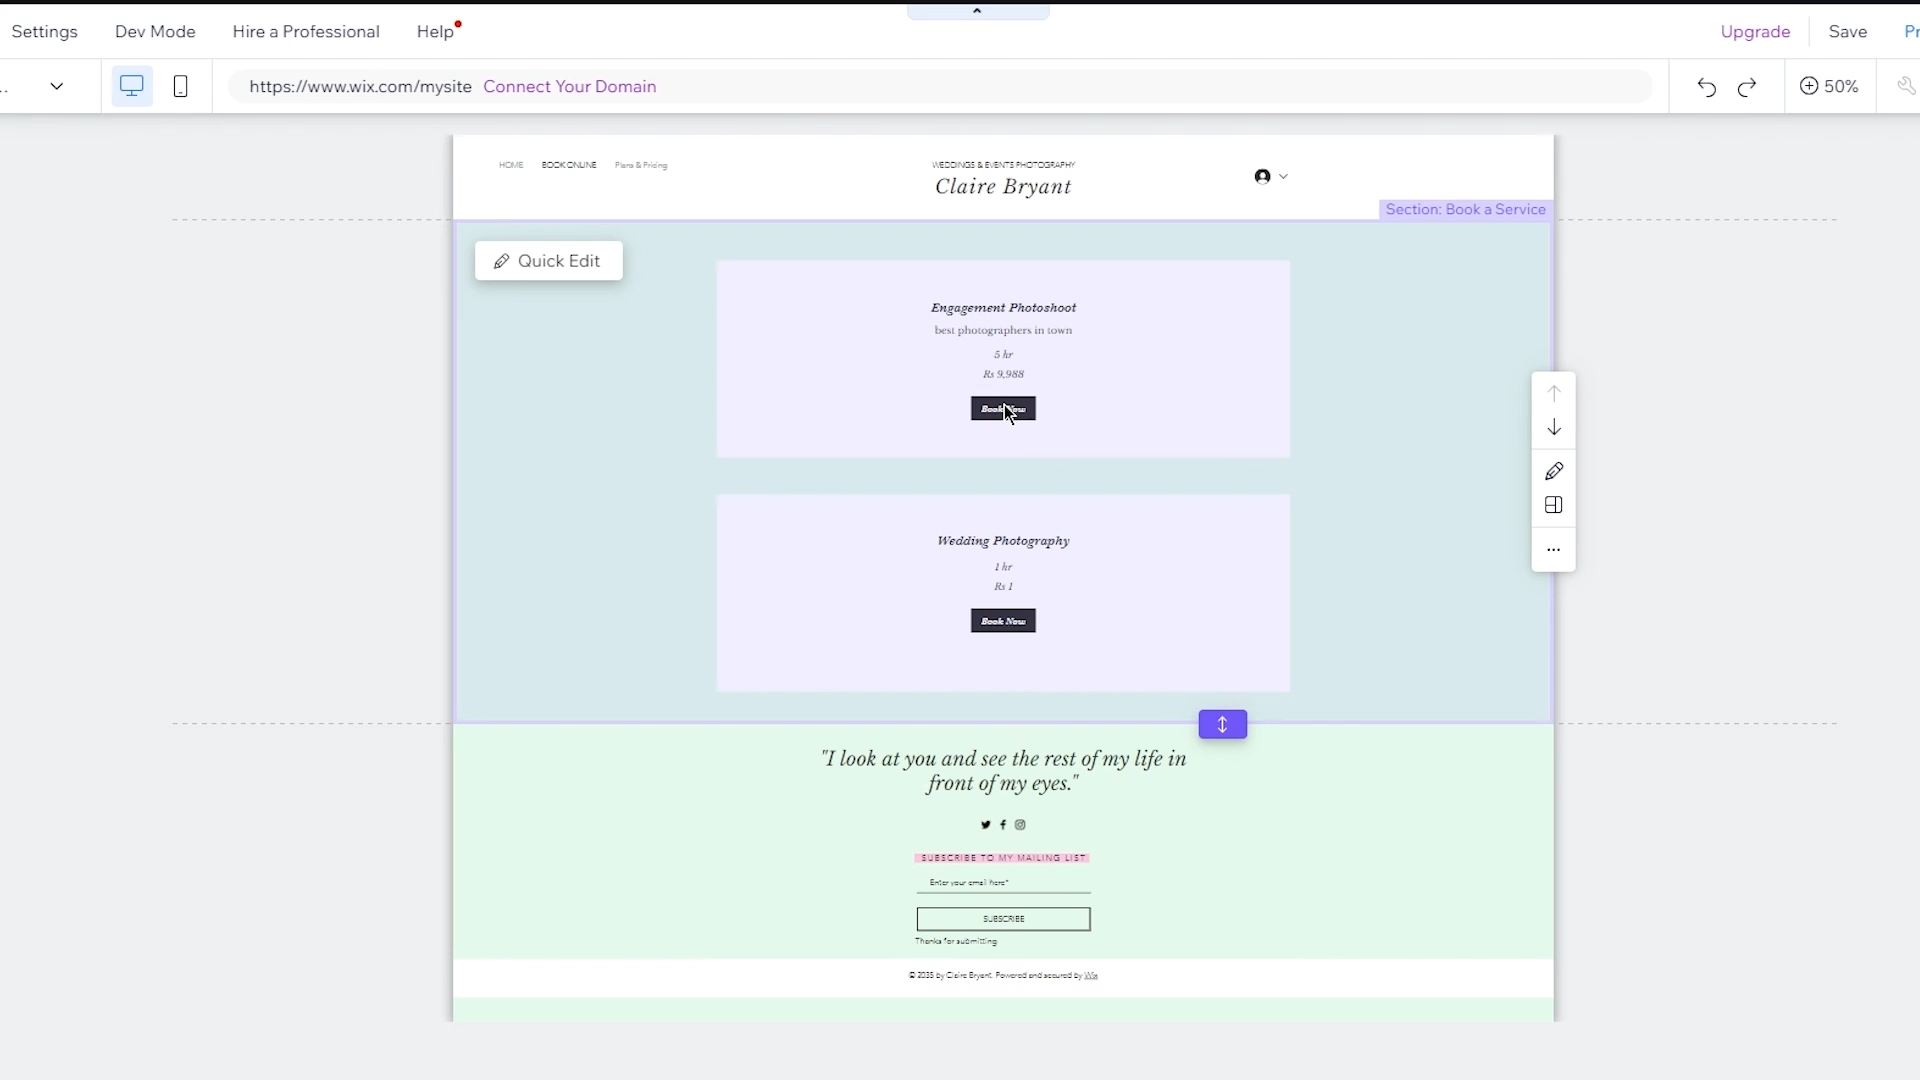 Settings Dev Mode Hire a Professional Help Upgrade Save
https://www.wix.com/mysite Connect Your Domain 50%
HOME BOOK ONLINE Plans & Pricing
WEDDINGS & EVENTS PHOTOGRAPHY
Claire Bryant
Section: Book a Service
Quick Edit
Engagement Photoshoot
best photographers in town
5 hr
Rs 9,988
Book Now
Wedding Photography
1 hr
Rs 1
Book Now
"I look at you and see the rest of my life in
front of my eyes."
SUBSCRIBE TO MY MAILING LIST
Enter your email here*
SUBSCRIBE
Thanks for submitting
© 2035 by Claire Bryant. Powered and secured by Wix